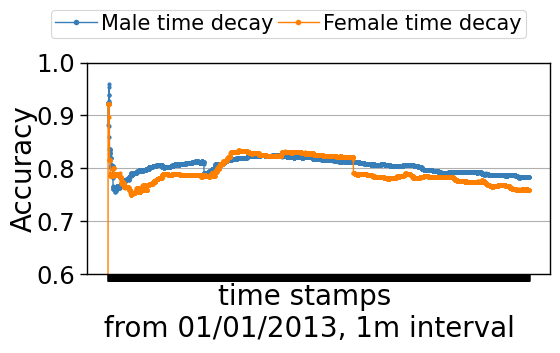 Male time decay Female time decay
1.0
0.9
0.8
0.7
0.6
Accuracy
time stamps
from 01/01/2013, 1m interval